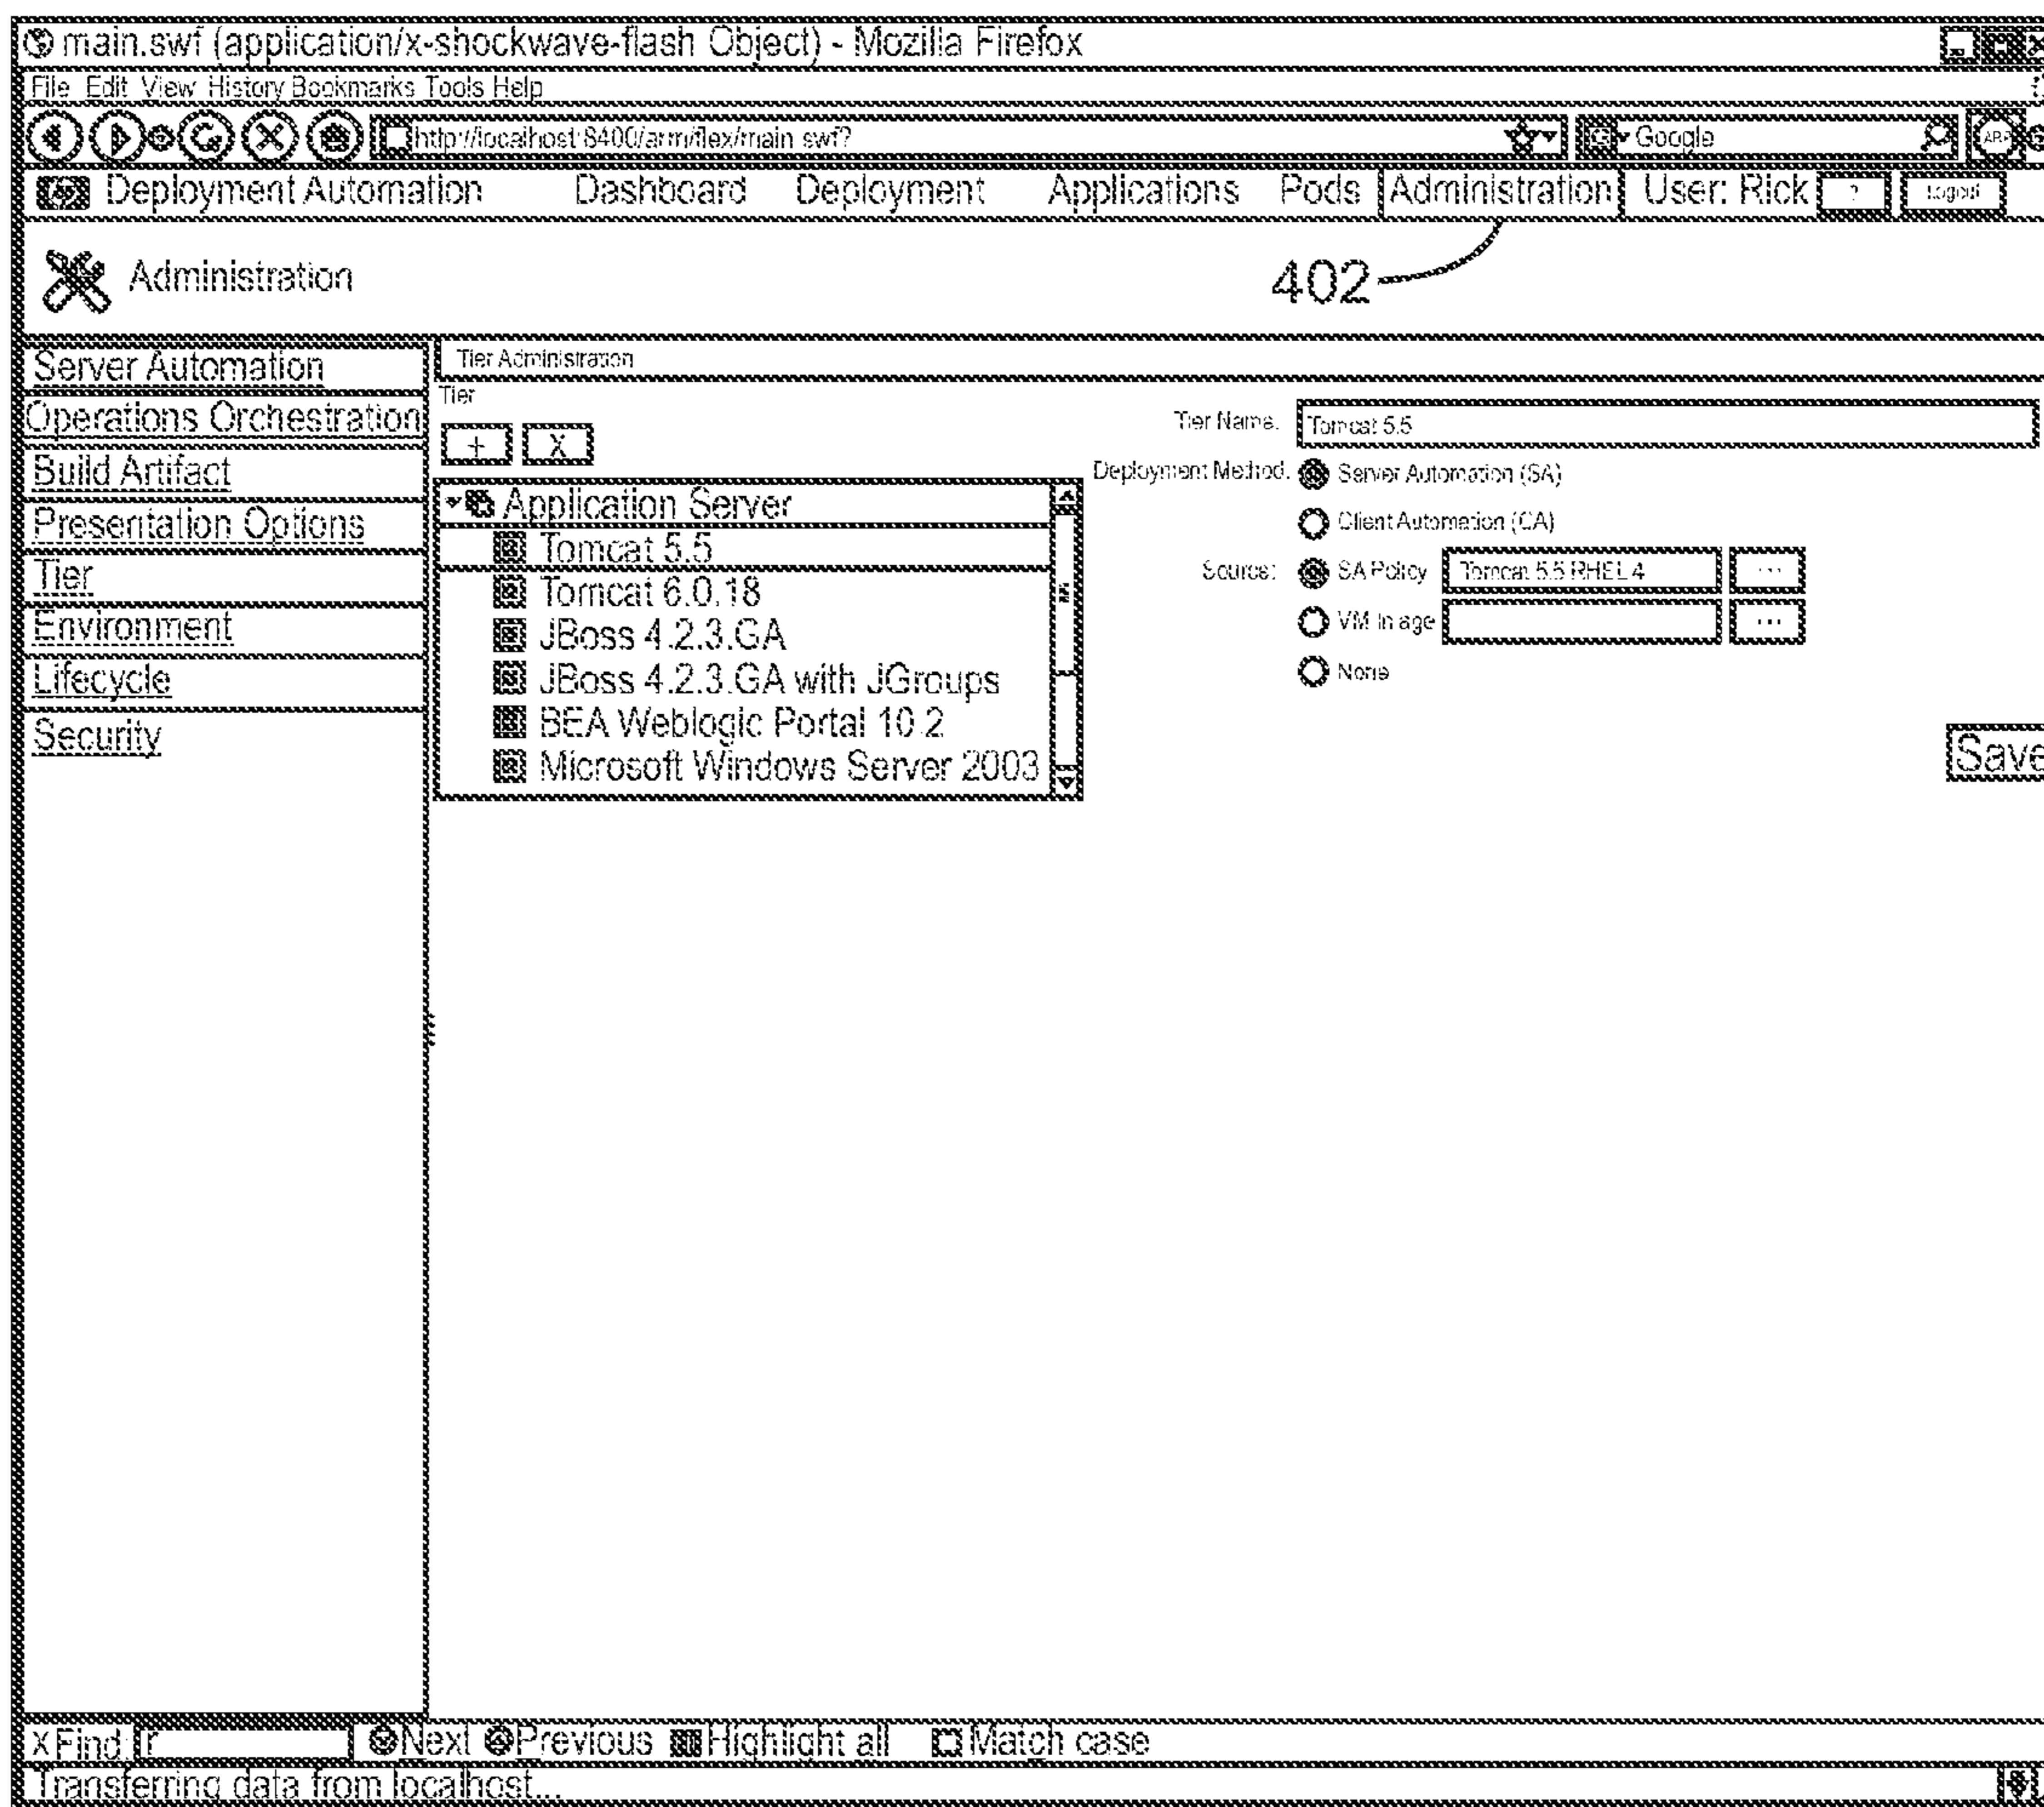 main.swf (application/x-shockwave-flash Object) - Mozilla Firefox
File Edit View History Bookmarks Tools Help
http://localhost:8400/arm/flex/main.swf? Google
Deployment Automation Dashboard Deployment Applications Pods Administration User: Rick ? Logout
Administration
402
Server Automation
Operations Orchestration
Build Artifact
Presentation Options
Tier
Environment
Lifecycle
Security
Tier Administration
Tier
+ X
Application Server
Tomcat 5.5
Tomcat 6.0.18
JBoss 4.2.3.GA
JBoss 4.2.3.GA with JGroups
BEA Weblogic Portal 10.2
Microsoft Windows Server 2003
Tier Name: Tomcat 5.5
Deployment Method: Server Automation (SA)
Client Automation (CA)
Source: SA Policy Tomcat 5.5 RHEL 4 ...
VM Image ...
None
Save
X Find: r Next Previous Highlight all Match case
Transferring data from localhost...